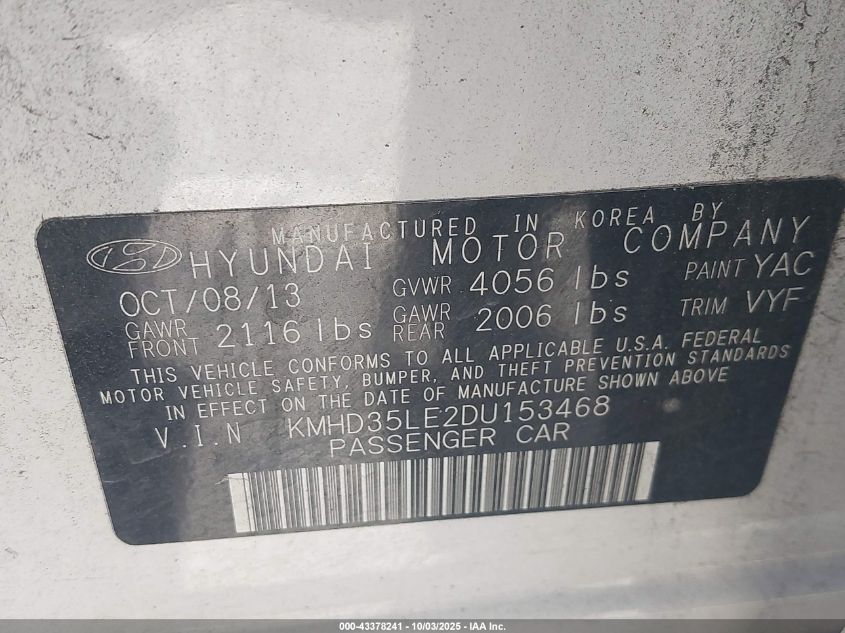 MANUFACTURED IN KOREA BY
HYUNDAI MOTOR COMPANY
OCT/08/13 GVWR 4056 lbs PAINT YAC
GAWR FRONT 2116 lbs GAWR REAR 2006 lbs TRIM VYF
THIS VEHICLE CONFORMS TO ALL APPLICABLE U.S.A. FEDERAL
MOTOR VEHICLE SAFETY, BUMPER, AND THEFT PREVENTION STANDARDS
IN EFFECT ON THE DATE OF MANUFACTURE SHOWN ABOVE
V.I.N KMHD35LE2DU153468
PASSENGER CAR
000-43378241 - 10/03/2025 - IAA Inc.